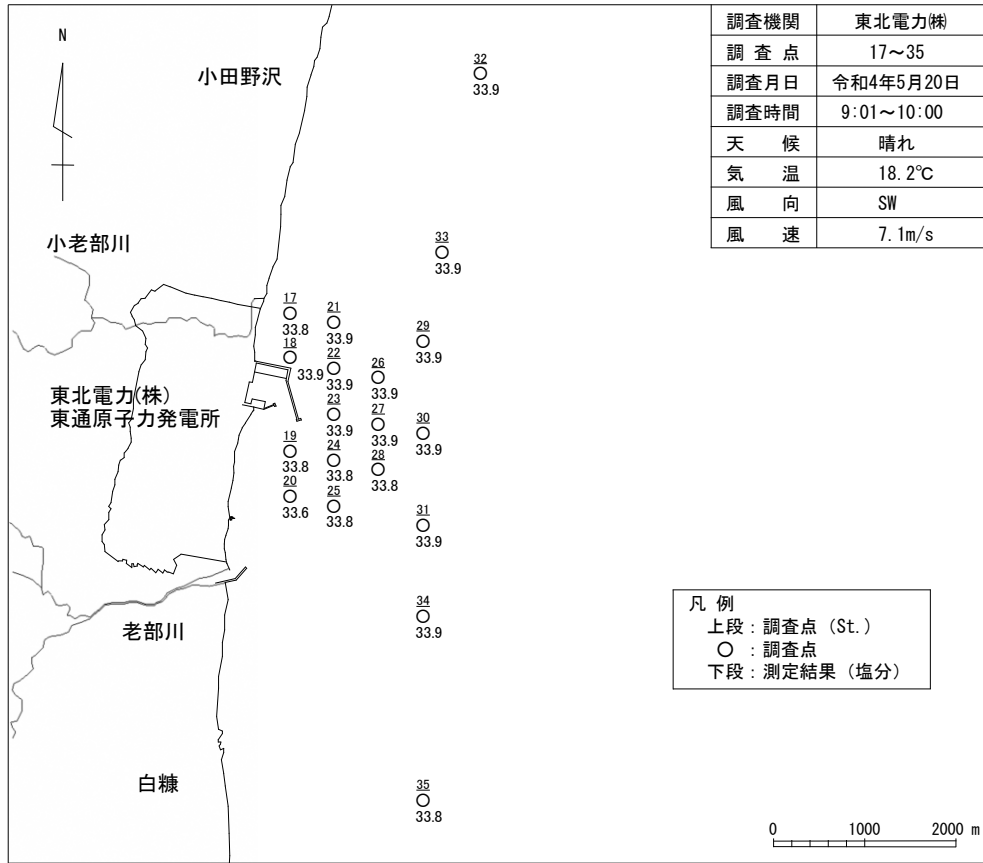 調査機関 東北電力㈱
調査点 17～35
調査月日 令和4年5月20日
調査時間 9:01～10:00
天候 晴れ
気温 18.2℃
風向 SW
風速 7.1m/s
N
小田野沢
32
33.9
小老部川
33
33.9
17
33.8
21
33.9
29
33.9
18
33.9
22
33.9
26
33.9
東北電力(株)
東通原子力発電所
23
33.9
27
33.9
30
33.9
19
33.8
24
33.8
28
33.8
20
33.6
25
33.8
31
33.9
34
33.9
老部川
凡 例
上段：調査点（St.）
○ ：調査点
下段：測定結果（塩分）
白糠
35
33.8
0 1000 2000 m